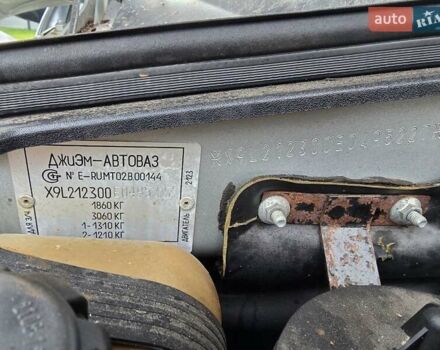 auto RIA
ДжиЭм-АВТОВАЗ
№ E-RUMT02B00144
X9L212300
1860 КГ
3060 КГ
1- 1310 КГ
2- 1210 КГ
ДЛЯ З/Ч
ДВИГАТЕЛЬ 2123